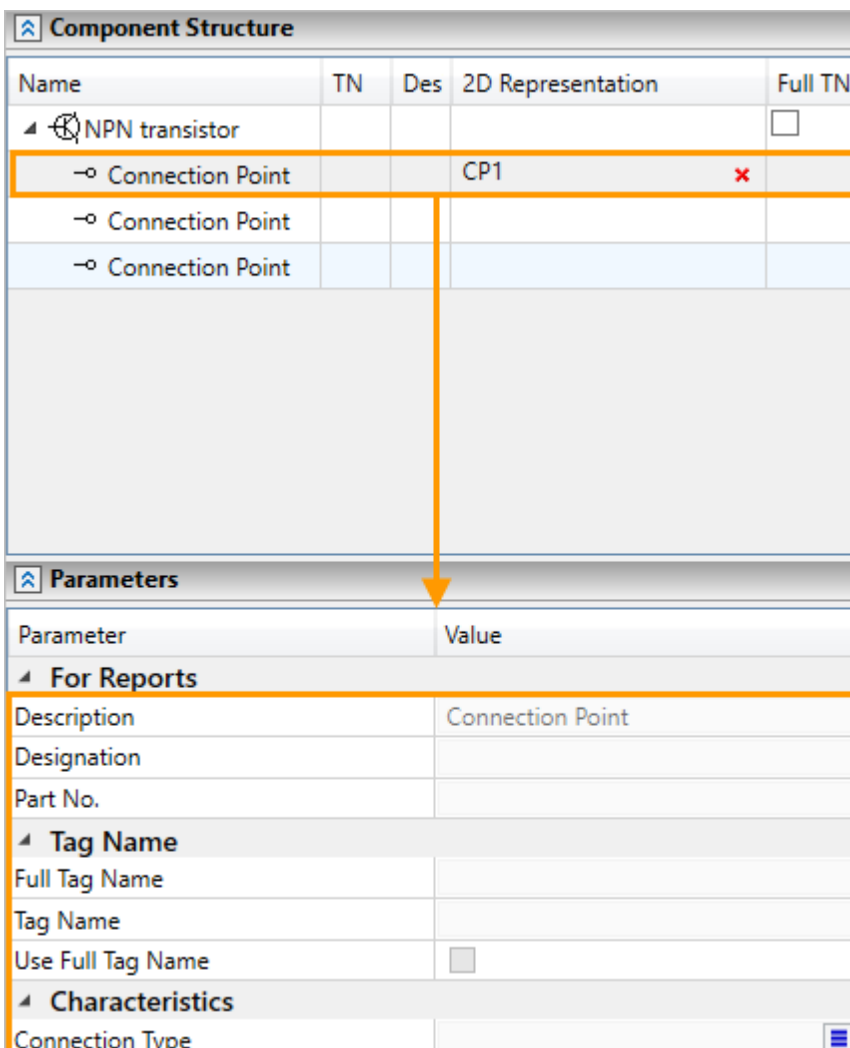 Component Structure
Name TN Des 2D Representation Full TN
NPN transistor
Connection Point CP1
Connection Point
Connection Point
Parameters
Parameter Value
For Reports
Description Connection Point
Designation
Part No.
Tag Name
Full Tag Name
Tag Name
Use Full Tag Name
Characteristics
Connection Type